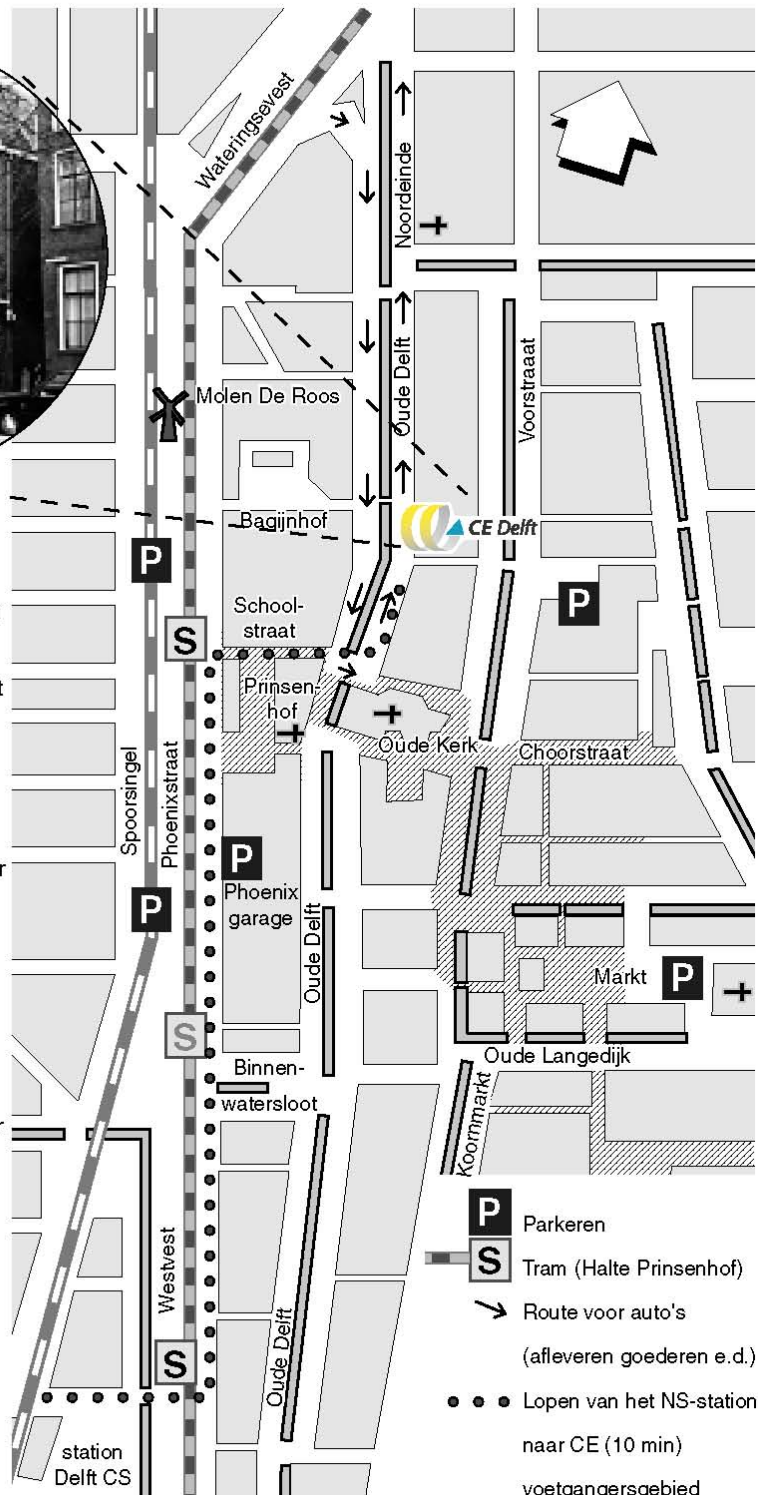 Wateringsevest
Noordeinde
Molen De Roos
Oude Delft
Voorstraaat
Bagijnhof
CE Delft
P
P
School-
straat
S
Prinsen-
hof
Oude Kerk
Choorstraat
Spoorsingel
Phoenixstraat
P
Phoenix
garage
P
Oude Delft
Markt
P
S
Oude Langedijk
Binnen-
watersloot
Koornmarkt
Westvest
S
Oude Delft
station
Delft CS
P Parkeren
S Tram (Halte Prinsenhof)
Route voor auto's
(afleveren goederen e.d.)
Lopen van het NS-station
naar CE (10 min)
voetgangersgebied